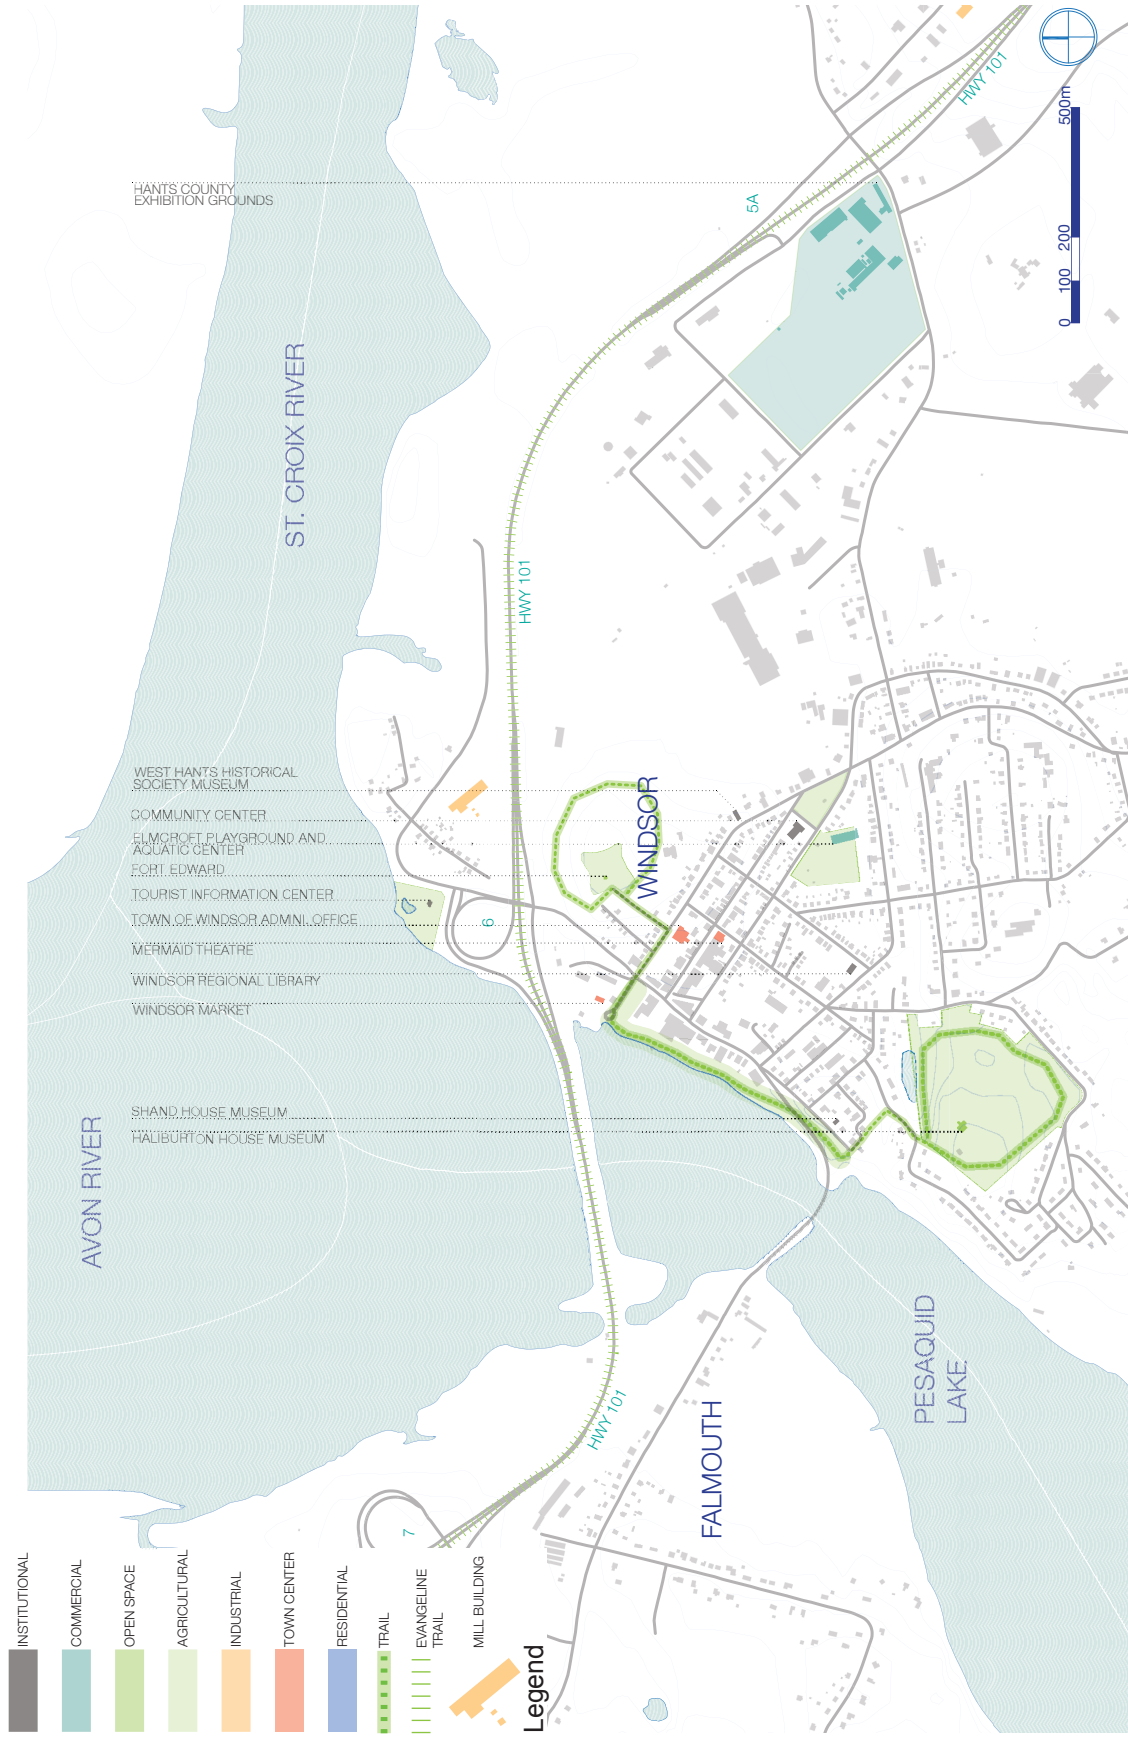 HANTS COUNTY
EXHIBITION GROUNDS
5A
HWY 101
500m
200
100
0
ST. CROIX RIVER
HWY 101
WEST HANTS HISTORICAL
SOCIETY MUSEUM
COMMUNITY CENTER
ELMCROFT PLAYGROUND AND
AQUATIC CENTER
FORT EDWARD
TOURIST INFORMATION CENTER
TOWN OF WINDSOR ADMINI. OFFICE
MERMAID THEATRE
WINDSOR REGIONAL LIBRARY
WINDSOR MARKET
WINDSOR
6
SHAND HOUSE MUSEUM
HALIBURTON HOUSE MUSEUM
AVON RIVER
PESAQUID
LAKE
HWY 101
FALMOUTH
7
INSTITUTIONAL
COMMERCIAL
OPEN SPACE
AGRICULTURAL
INDUSTRIAL
TOWN CENTER
RESIDENTIAL
TRAIL
EVANGELINE
TRAIL
MILL BUILDING
Legend